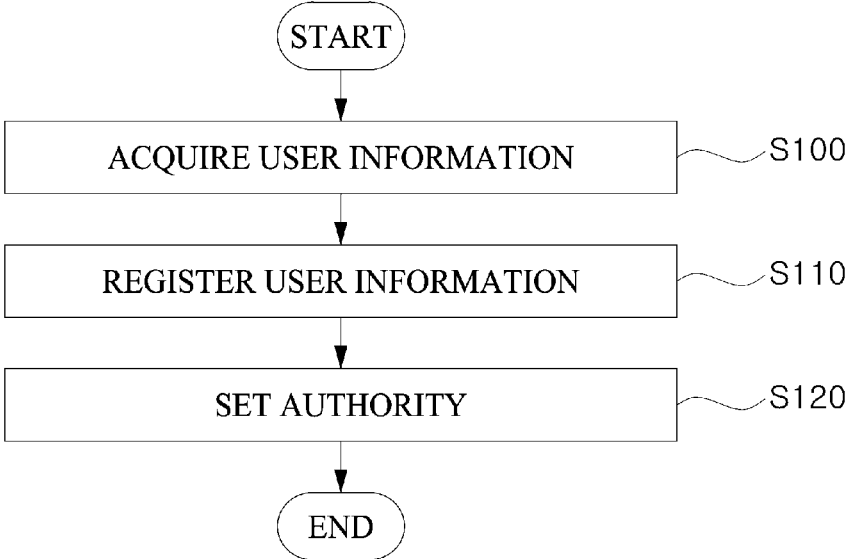 START
ACQUIRE USER INFORMATION
S100
REGISTER USER INFORMATION
S110
SET AUTHORITY
S120
END